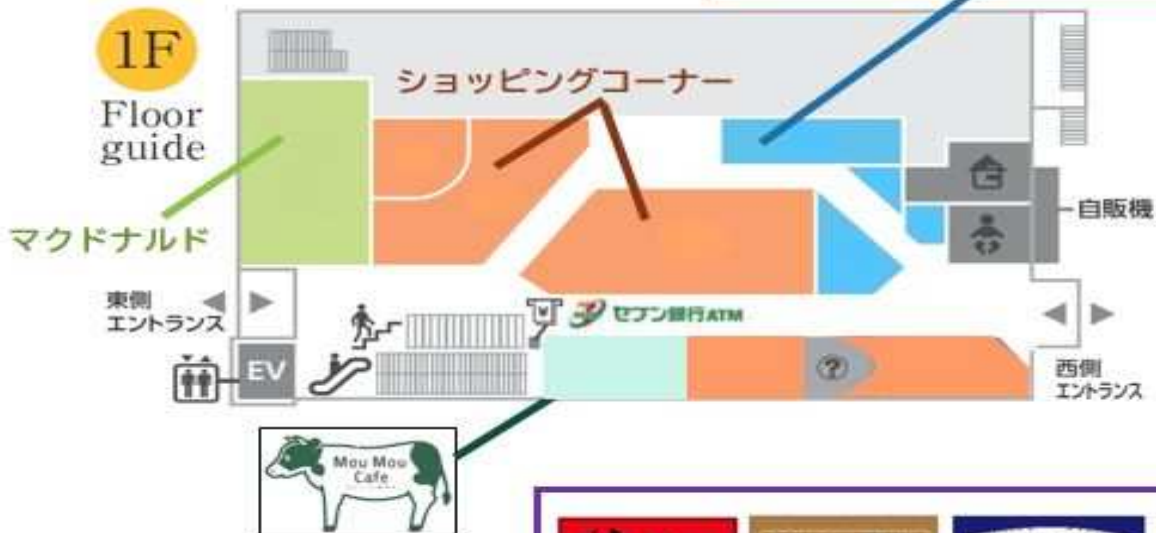 1F
Floor
guide
ショッピングコーナー
マクドナルド
自販機
東側
エントランス
¥
セブン銀行ATM
EV
?
西側
エントランス
Mou Mou
Cafe